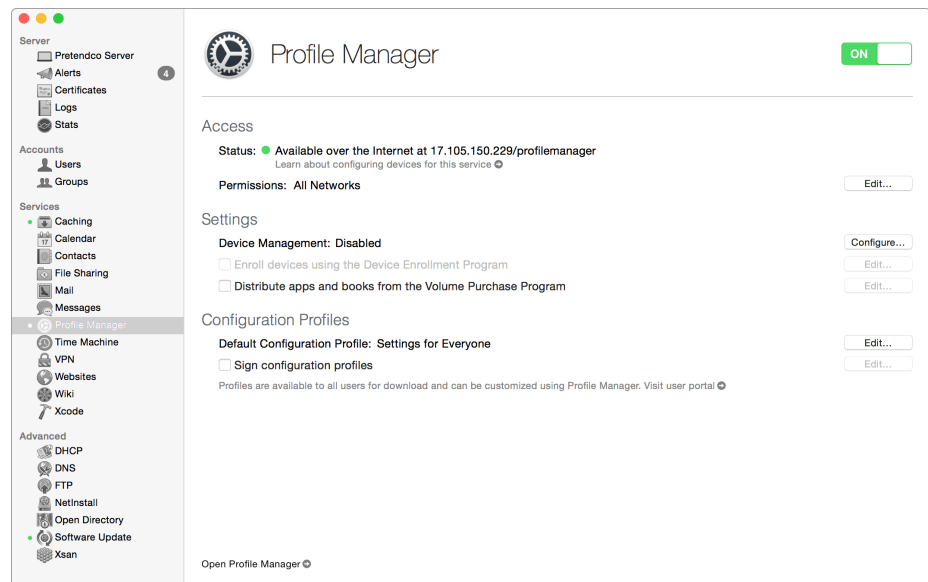 Server
Pretendco Server
Alerts 4
Certificates
Logs
Stats
Accounts
Users
Groups
Services
Caching
Calendar
Contacts
File Sharing
Mail
Messages
Profile Manager
Time Machine
VPN
Websites
Wiki
Xcode
Advanced
DHCP
DNS
FTP
NetInstall
Open Directory
Software Update
Xsan
Profile Manager
ON
Access
Status: Available over the Internet at 17.105.150.229/profilemanager
Learn about configuring devices for this service
Permissions: All Networks Edit...
Settings
Device Management: Disabled Configure...
Enroll devices using the Device Enrollment Program Edit...
Distribute apps and books from the Volume Purchase Program Edit...
Configuration Profiles
Default Configuration Profile: Settings for Everyone Edit...
Sign configuration profiles Edit...
Profiles are available to all users for download and can be customized using Profile Manager. Visit user portal
Open Profile Manager